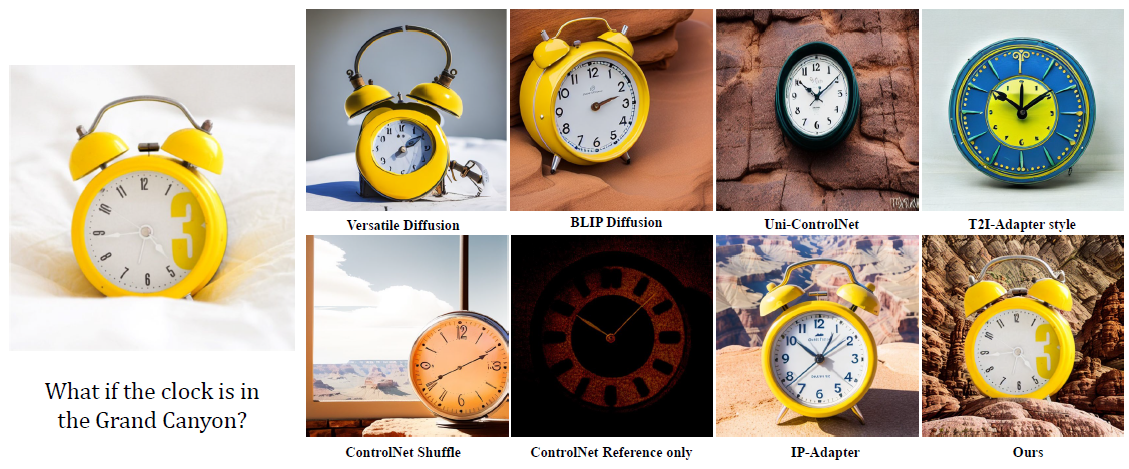 What if the clock is in
the Grand Canyon?
Versatile Diffusion
BLIP Diffusion
Uni-ControlNet
T2I-Adapter style
ControlNet Shuffle
ControlNet Reference only
IP-Adapter
Ours